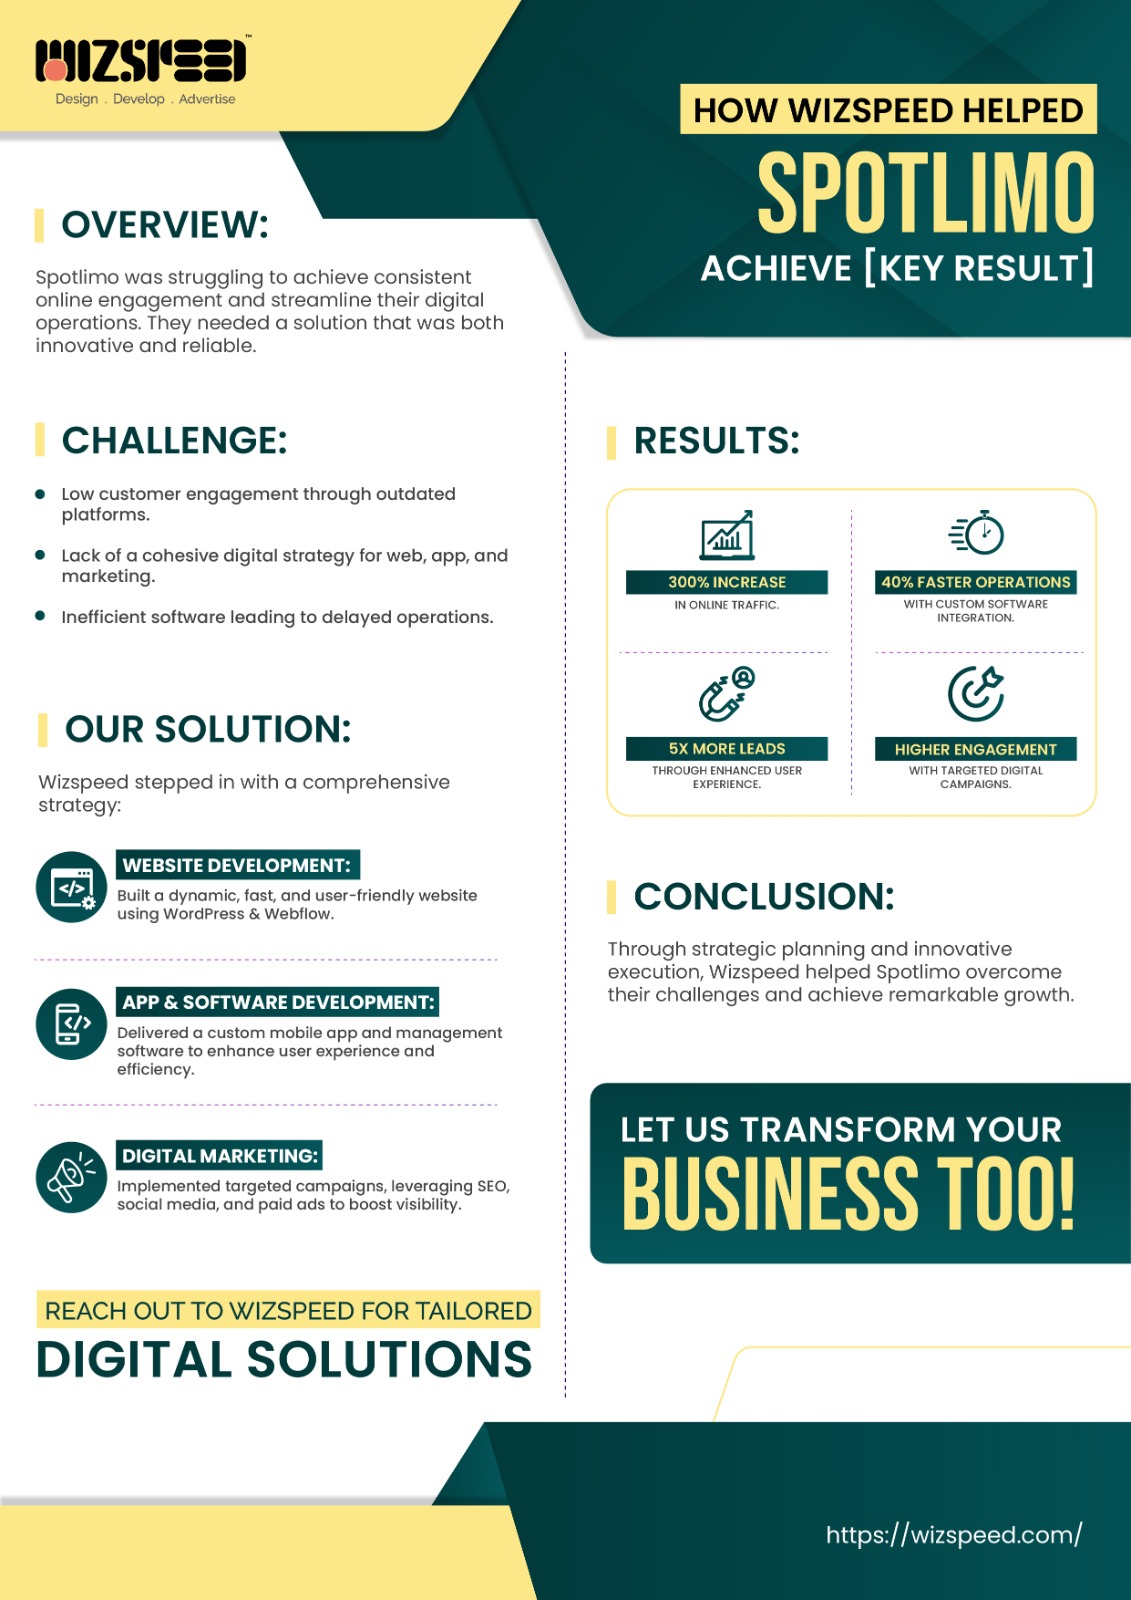 WIZSPEED™
Design . Develop . Advertise
HOW WIZSPEED HELPED
SPOTLIMO
ACHIEVE [KEY RESULT]
OVERVIEW:
Spotlimo was struggling to achieve consistent
online engagement and streamline their digital
operations. They needed a solution that was both
innovative and reliable.
CHALLENGE:
Low customer engagement through outdated
platforms.
Lack of a cohesive digital strategy for web, app, and
marketing.
Inefficient software leading to delayed operations.
OUR SOLUTION:
Wizspeed stepped in with a comprehensive
strategy:
WEBSITE DEVELOPMENT:
Built a dynamic, fast, and user-friendly website
using WordPress & Webflow.
APP & SOFTWARE DEVELOPMENT:
Delivered a custom mobile app and management
software to enhance user experience and
efficiency.
DIGITAL MARKETING:
Implemented targeted campaigns, leveraging SEO,
social media, and paid ads to boost visibility.
REACH OUT TO WIZSPEED FOR TAILORED
DIGITAL SOLUTIONS
RESULTS:
300% INCREASE
IN ONLINE TRAFFIC.
40% FASTER OPERATIONS
WITH CUSTOM SOFTWARE
INTEGRATION.
5X MORE LEADS
THROUGH ENHANCED USER
EXPERIENCE.
HIGHER ENGAGEMENT
WITH TARGETED DIGITAL
CAMPAIGNS.
CONCLUSION:
Through strategic planning and innovative
execution, Wizspeed helped Spotlimo overcome
their challenges and achieve remarkable growth.
LET US TRANSFORM YOUR
BUSINESS TOO!
https://wizspeed.com/